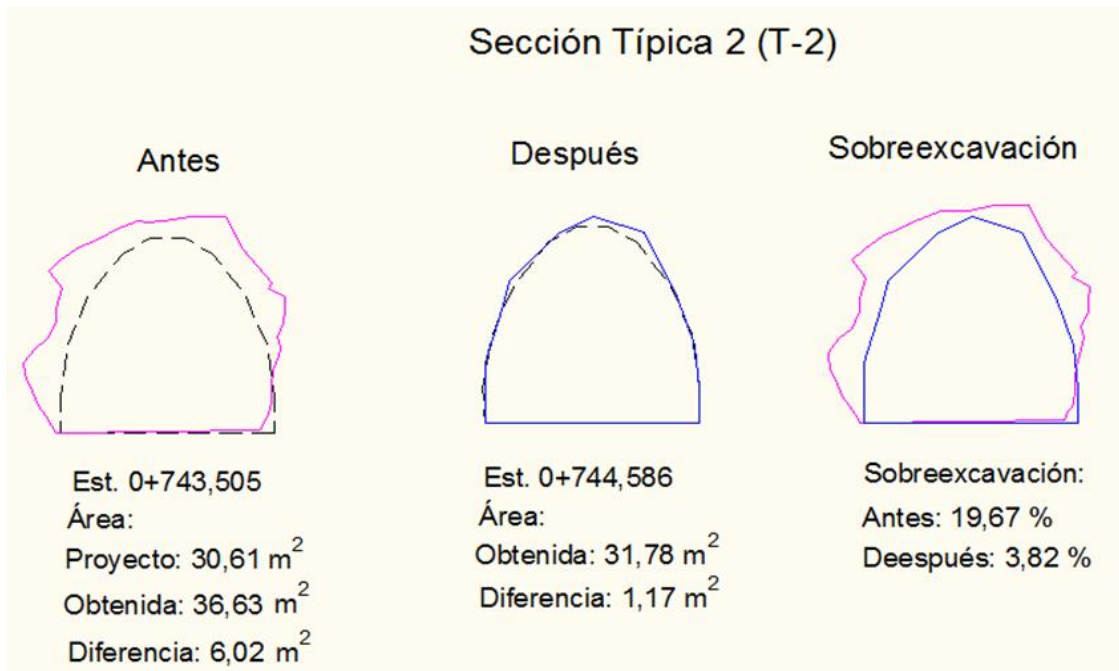 Sección Típica 2 (T-2)
Antes
Después
Sobreexcavación
Est. 0+743,505
Área:
Proyecto: 30,61 m²
Obtenida: 36,63 m²
Diferencia: 6,02 m²
Est. 0+744,586
Área:
Obtenida: 31,78 m²
Diferencia: 1,17 m²
Sobreexcavación:
Antes: 19,67 %
Deespués: 3,82 %